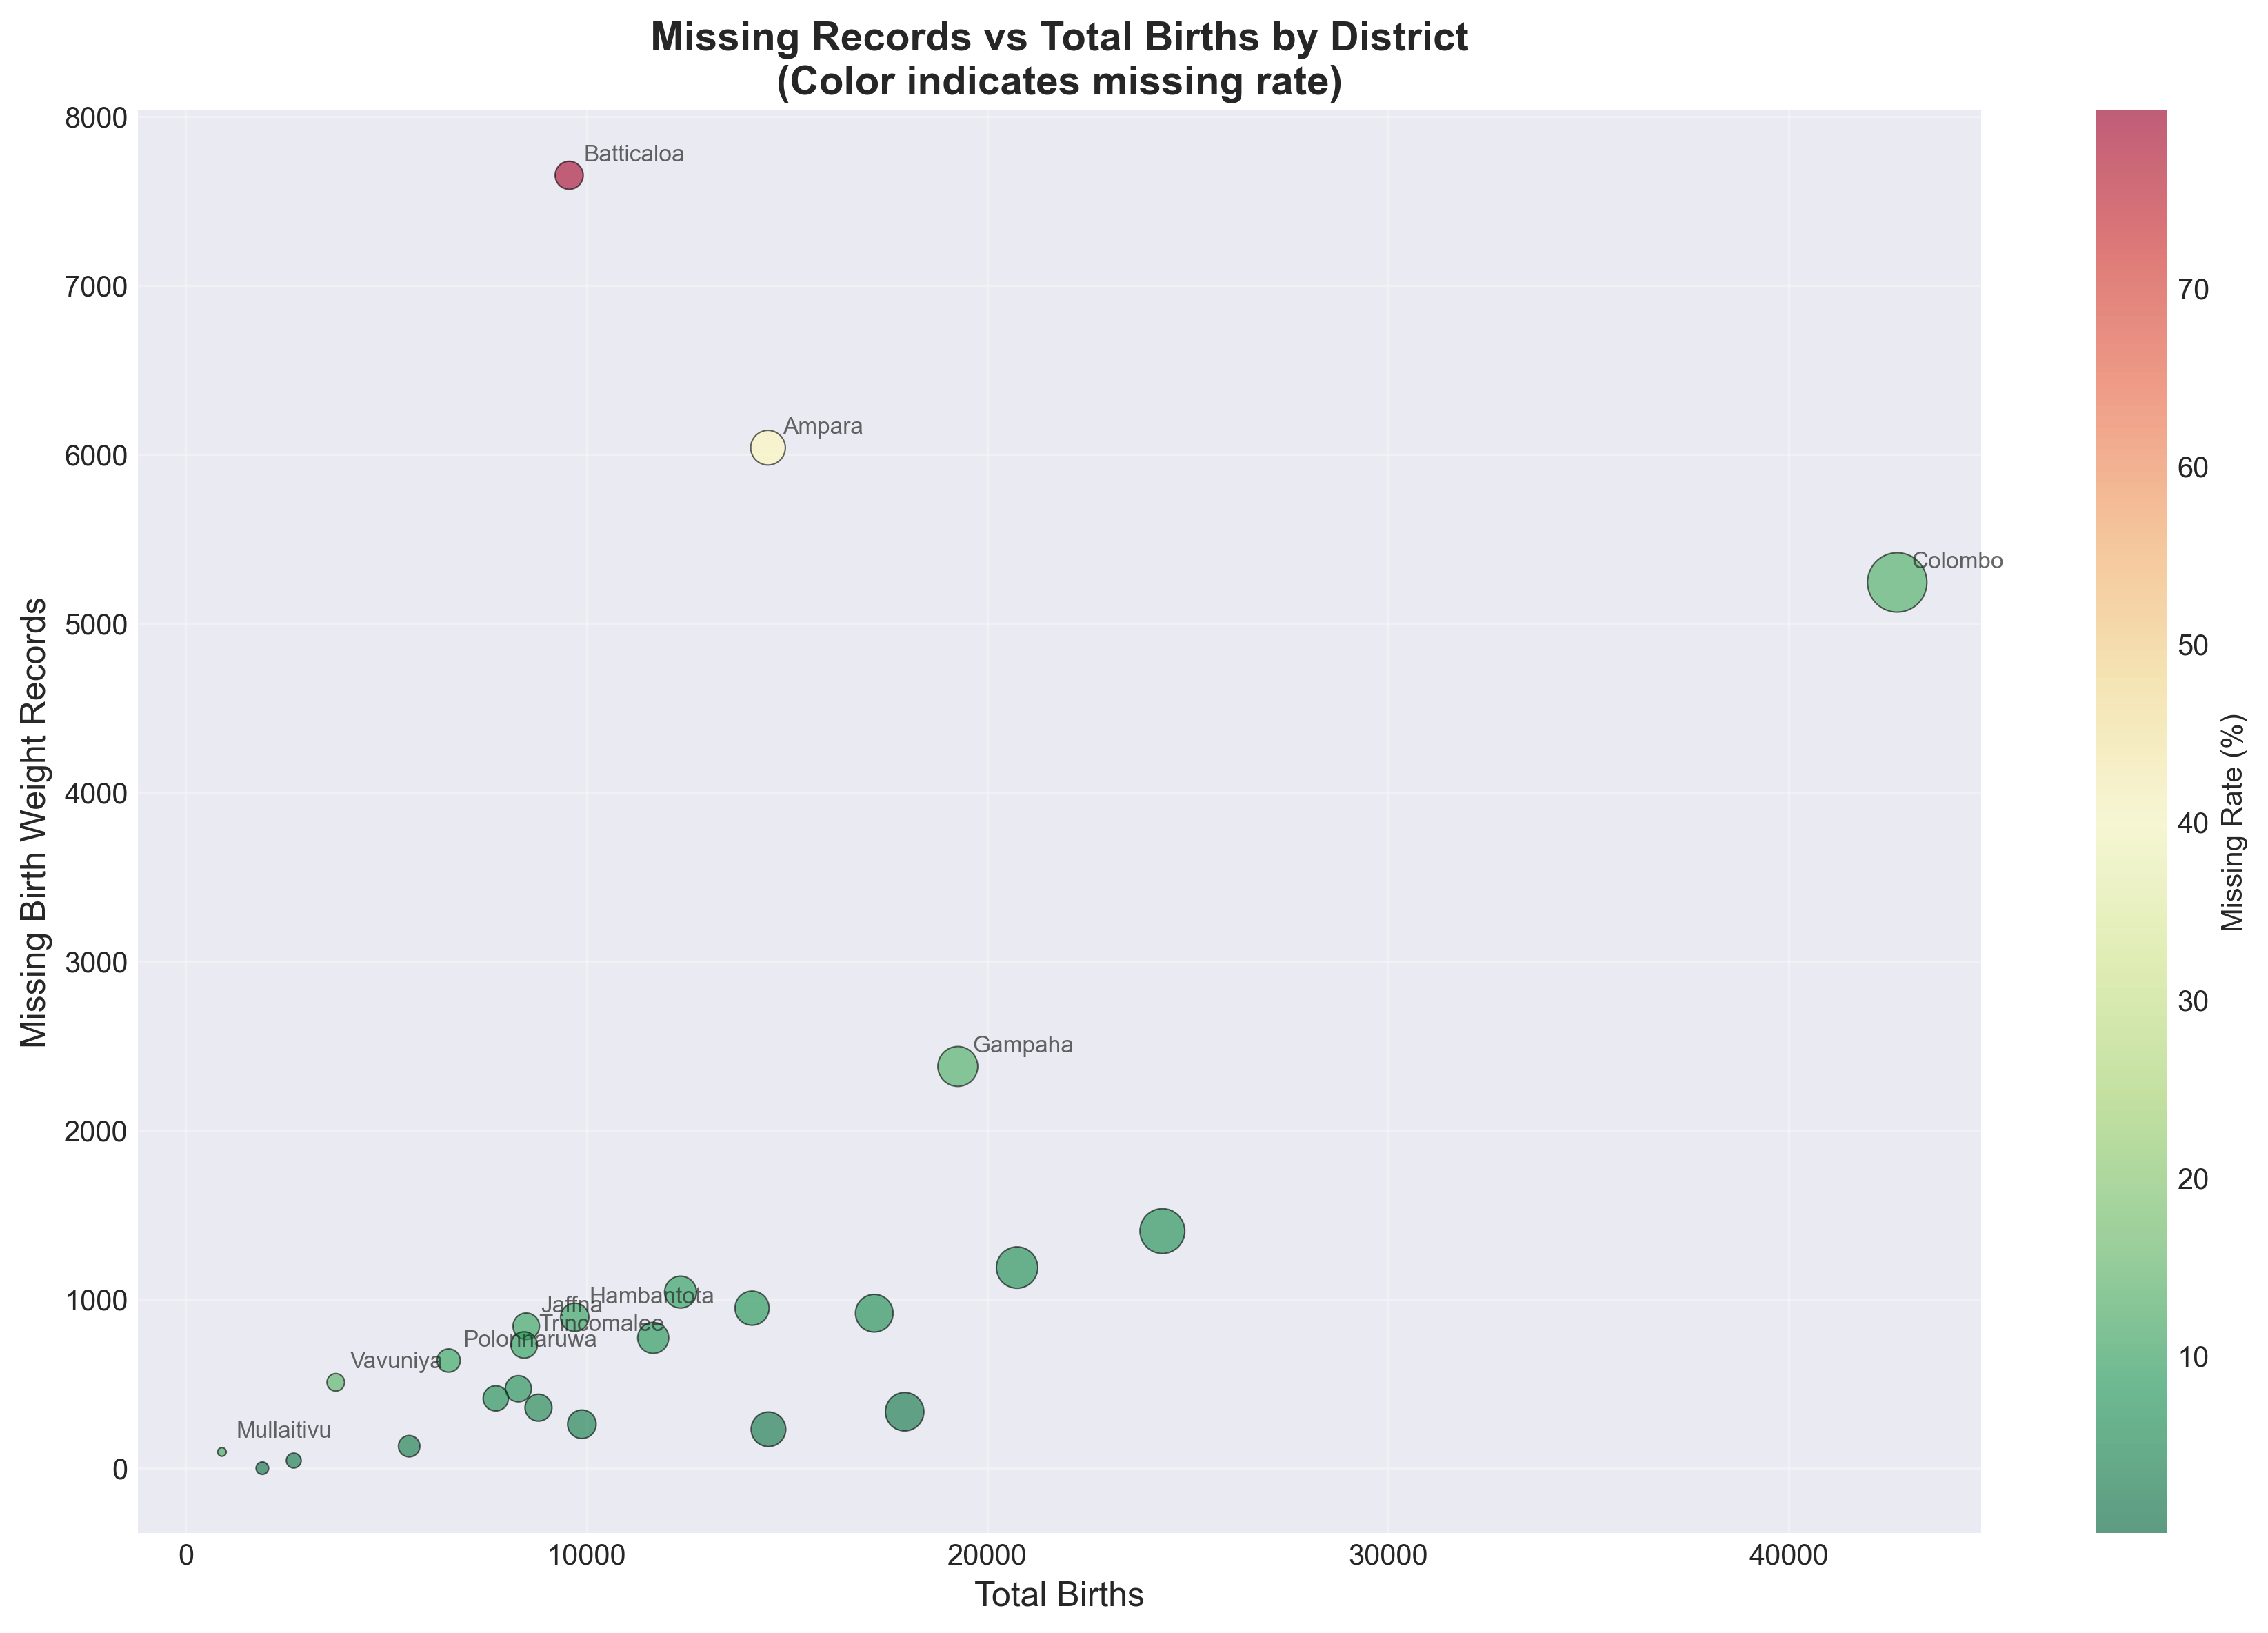 Missing Records vs Total Births by District
(Color indicates missing rate)
8000
7000
6000
5000
4000
3000
2000
1000
0
Missing Birth Weight Records
Batticaloa
Ampara
Colombo
Gampaha
Hambantota
Jaffna
Trincomalee
Polonnaruwa
Vavuniya
Mullaitivu
0
10000
20000
30000
40000
Total Births
70
60
50
40
30
20
10
Missing Rate (%)